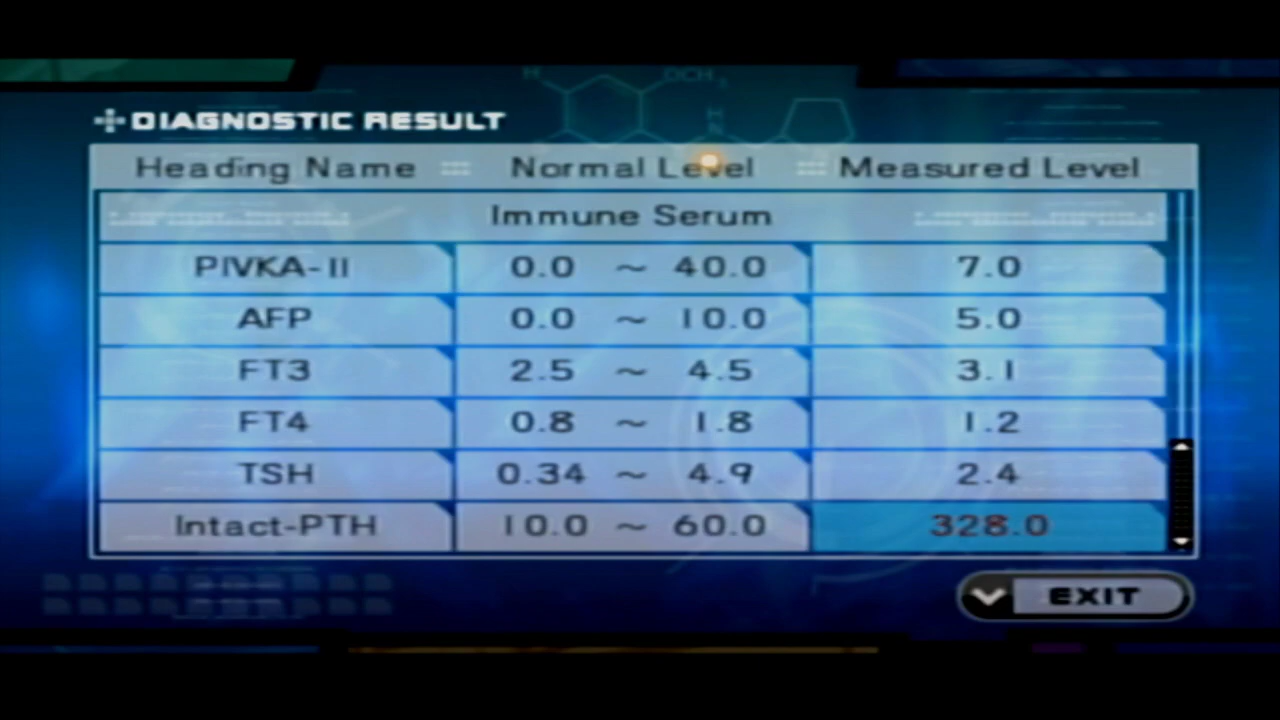 DIAGNOSTIC RESULT
Heading Name :: Normal Level :: Measured Level
Immune Serum
PIVKA-II 0.0 ~ 40.0 7.0
AFP 0.0 ~ 10.0 5.0
FT3 2.5 ~ 4.5 3.1
FT4 0.8 ~ 1.8 1.2
TSH 0.34 ~ 4.9 2.4
Intact-PTH 10.0 ~ 60.0 328.0
EXIT